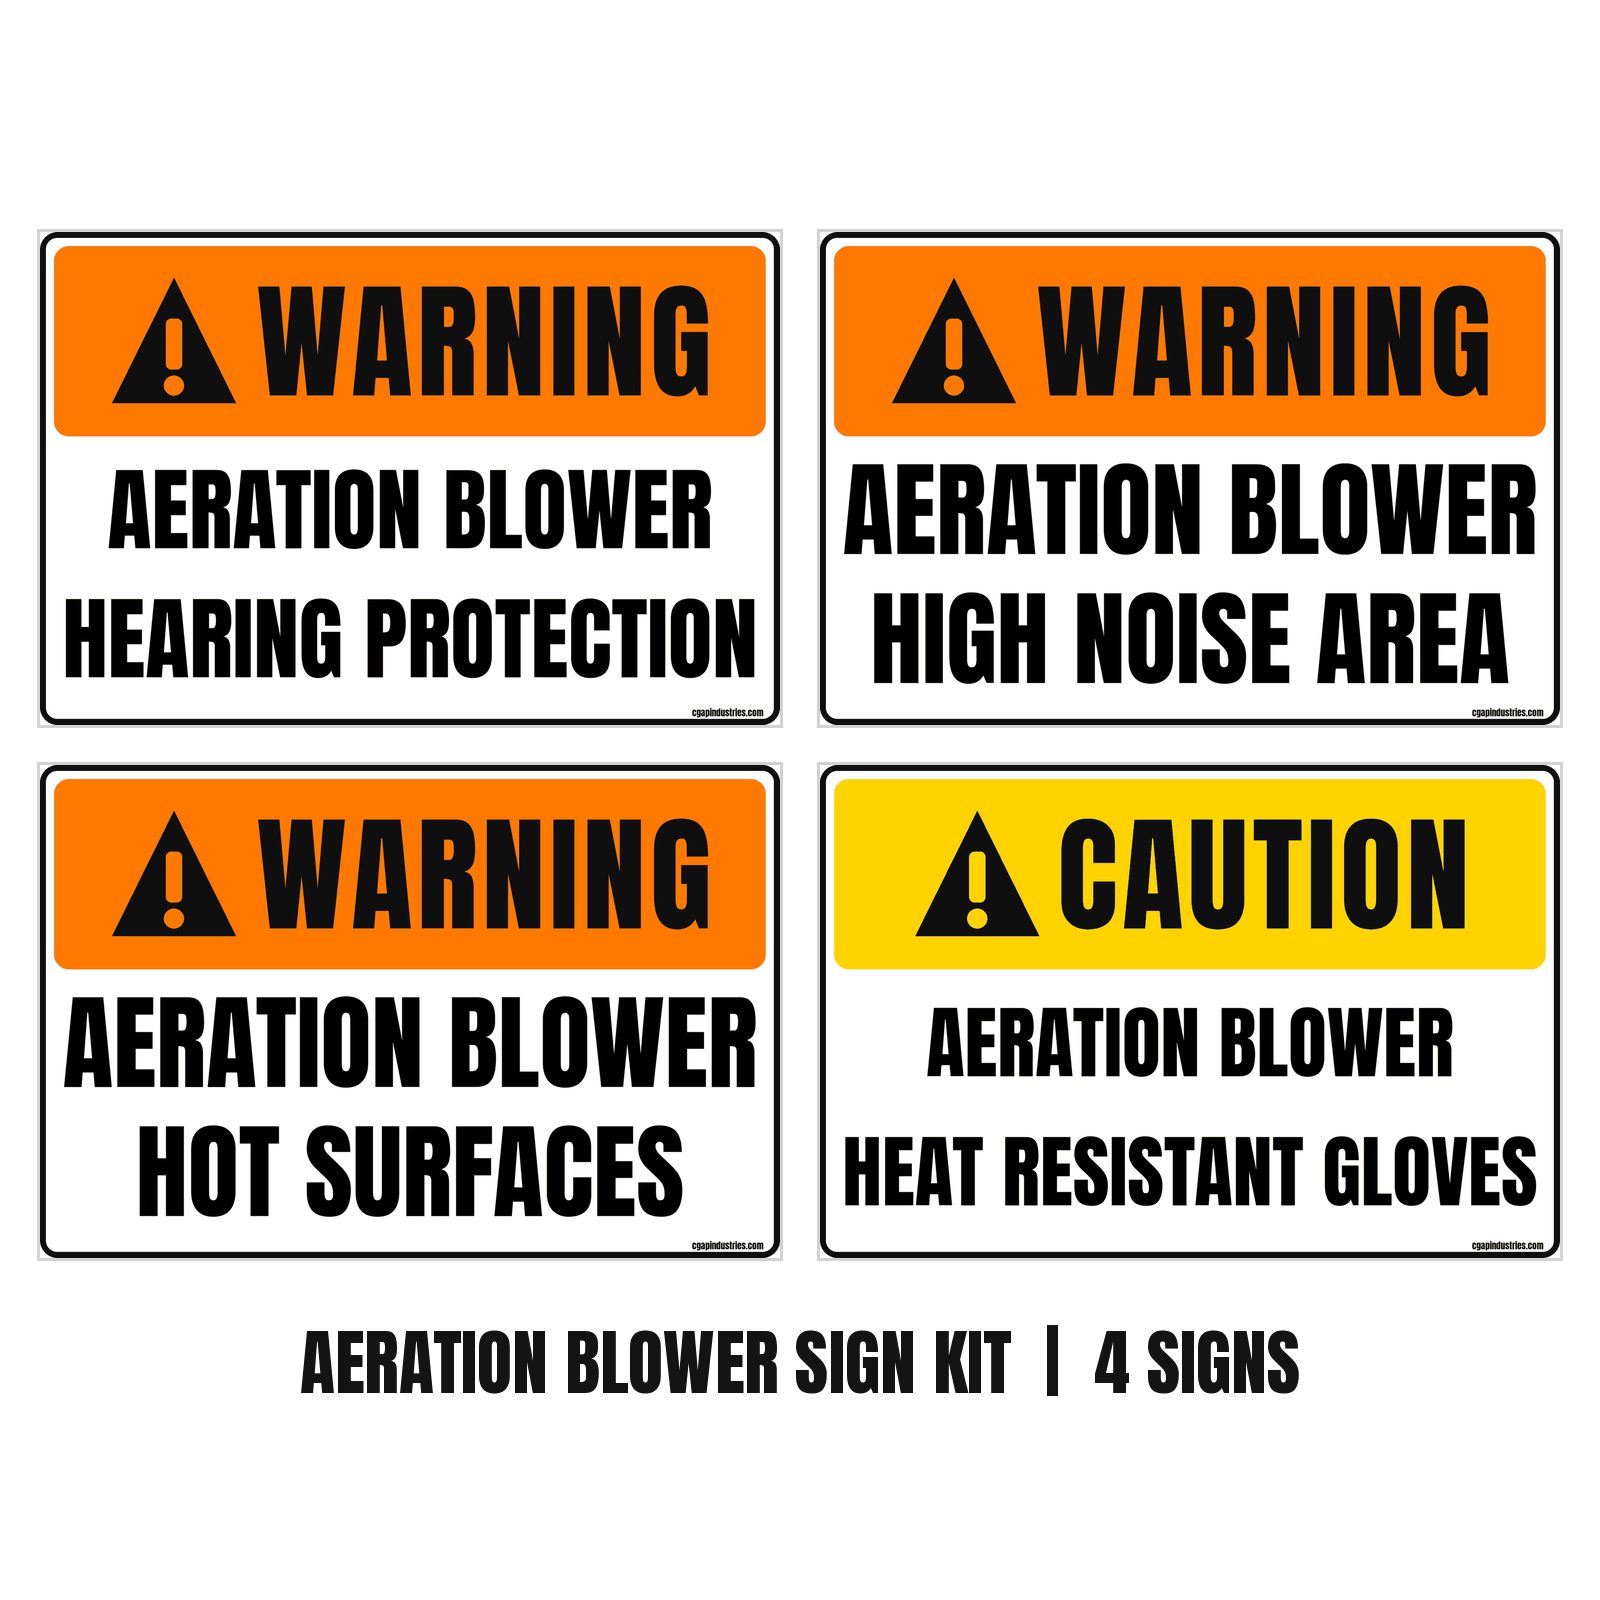 WARNING
AERATION BLOWER
HEARING PROTECTION
cgapindustries.com
WARNING
AERATION BLOWER
HIGH NOISE AREA
cgapindustries.com
WARNING
AERATION BLOWER
HOT SURFACES
cgapindustries.com
CAUTION
AERATION BLOWER
HEAT RESISTANT GLOVES
cgapindustries.com
AERATION BLOWER SIGN KIT | 4 SIGNS